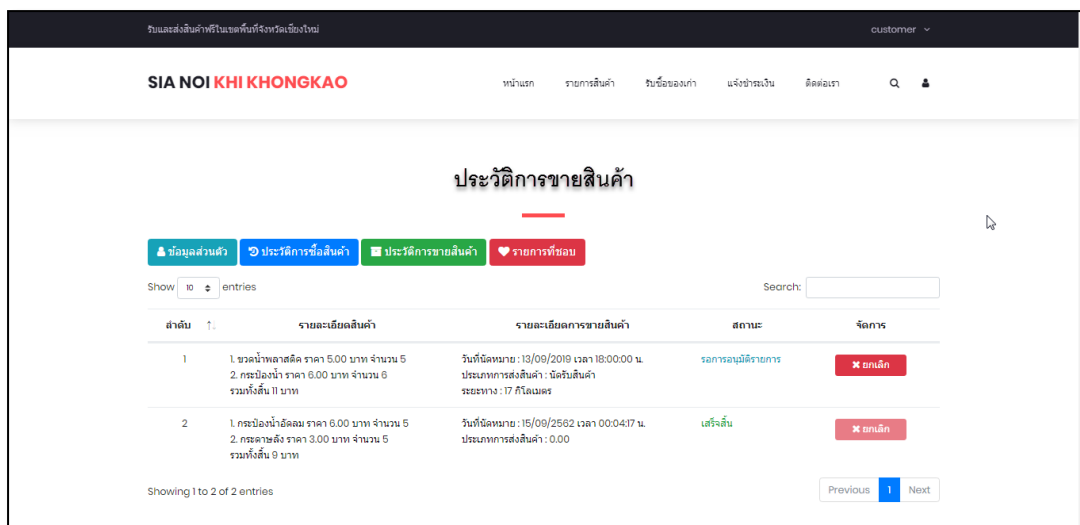 รับและส่งสินค้าฟรีในเขตพื้นที่จังหวัดเชียงใหม่ customer
SIA NOI KHI KHONGKAO หน้าแรก รายการสินค้า รับซื้อของเก่า แจ้งชำระเงิน ติดต่อเรา
ประวัติการขายสินค้า
ข้อมูลส่วนตัว ประวัติการซื้อสินค้า ประวัติการขายสินค้า รายการที่ชอบ
Show 10 entries Search:
ลำดับ รายละเอียดสินค้า รายละเอียดการขายสินค้า สถานะ จัดการ
1 1. ขวดน้ำพลาสติค ราคา 5.00 บาท จำนวน 5 วันที่นัดหมาย : 13/09/2019 เวลา 18:00:00 น. รอการอนุมัติรายการ ยกเลิก
2. กระป๋องน้ำ ราคา 6.00 บาท จำนวน 6 ประเภทการส่งสินค้า : นัดรับสินค้า
รวมทั้งสิ้น 11 บาท ระยะทาง : 17 กิโลเมตร
2 1. กระป๋องน้ำอัดลม ราคา 6.00 บาท จำนวน 5 วันที่นัดหมาย : 15/09/2562 เวลา 00:04:17 น. เสร็จสิ้น ยกเลิก
2. กระดาษลัง ราคา 3.00 บาท จำนวน 5 ประเภทการส่งสินค้า : 0.00
รวมทั้งสิ้น 9 บาท
Showing 1 to 2 of 2 entries Previous 1 Next